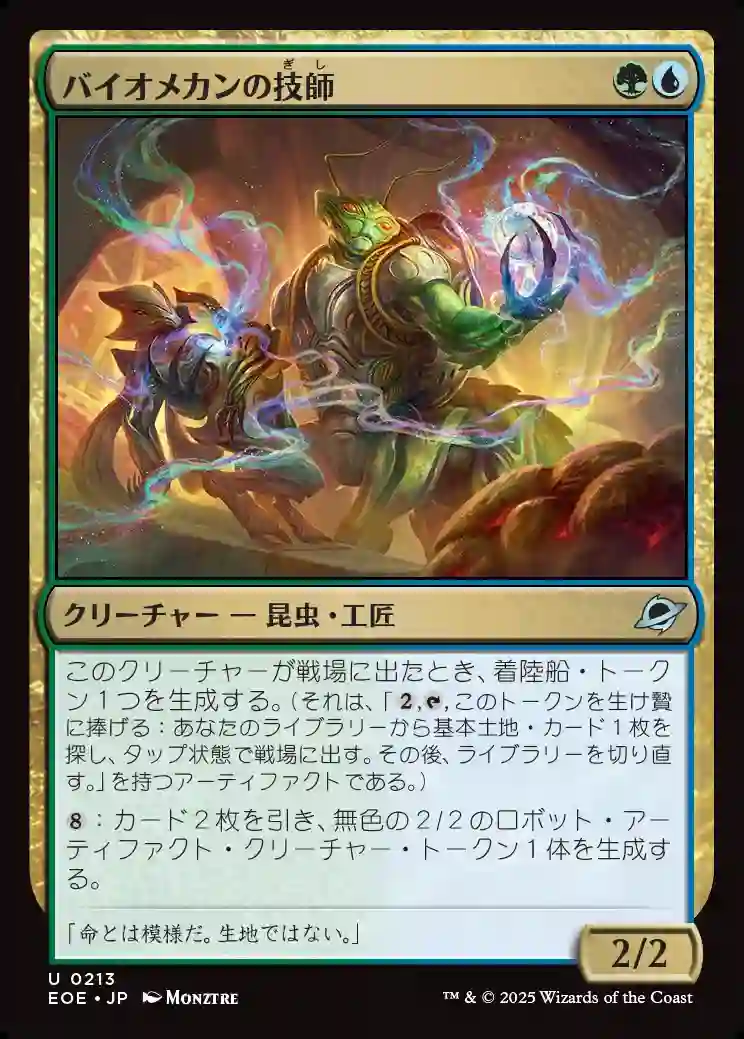 ぎし
バイオメカンの技師
クリーチャー — 昆虫・工匠
このクリーチャーが戦場に出たとき、着陸船・トーク
ン1つを生成する。(それは、「2,T,このトークンを生け贄
に捧げる:あなたのライブラリーから基本土地・カード1枚を
探し、タップ状態で戦場に出す。その後、ライブラリーを切り直
す。」を持つアーティファクトである。)
8:カード2枚を引き、無色の2/2のロボット・アー
ティファクト・クリーチャー・トークン1体を生成す
る。
「命とは模様だ。生地ではない。」
2/2
U 0213
EOE • JP MONZTRE
™ & © 2025 Wizards of the Coast